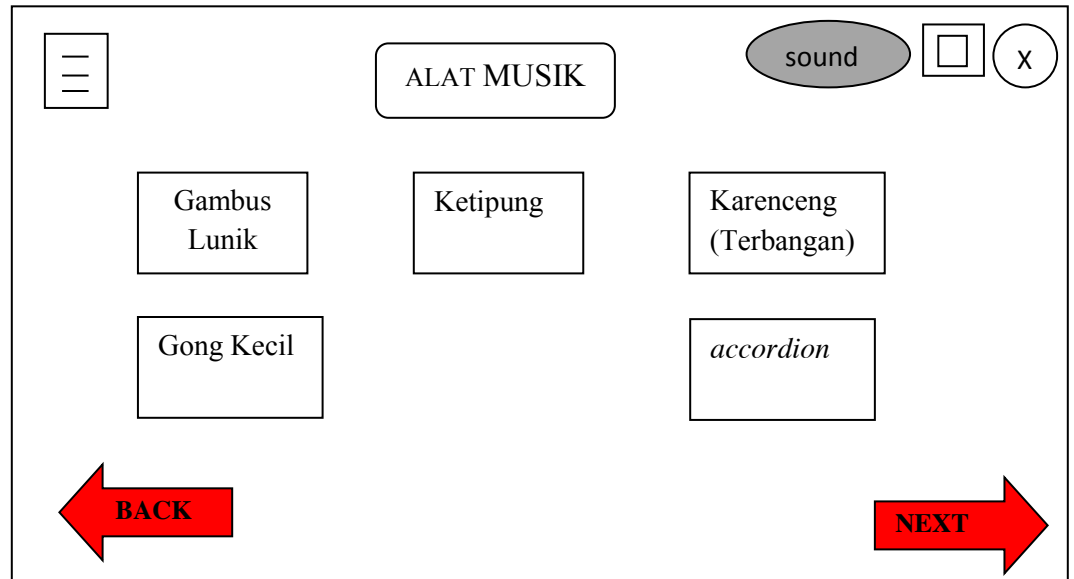 ALAT MUSIK
sound
X
Gambus
Lunik
Ketipung
Karenceng
(Terbangan)
Gong Kecil
accordion
BACK
NEXT